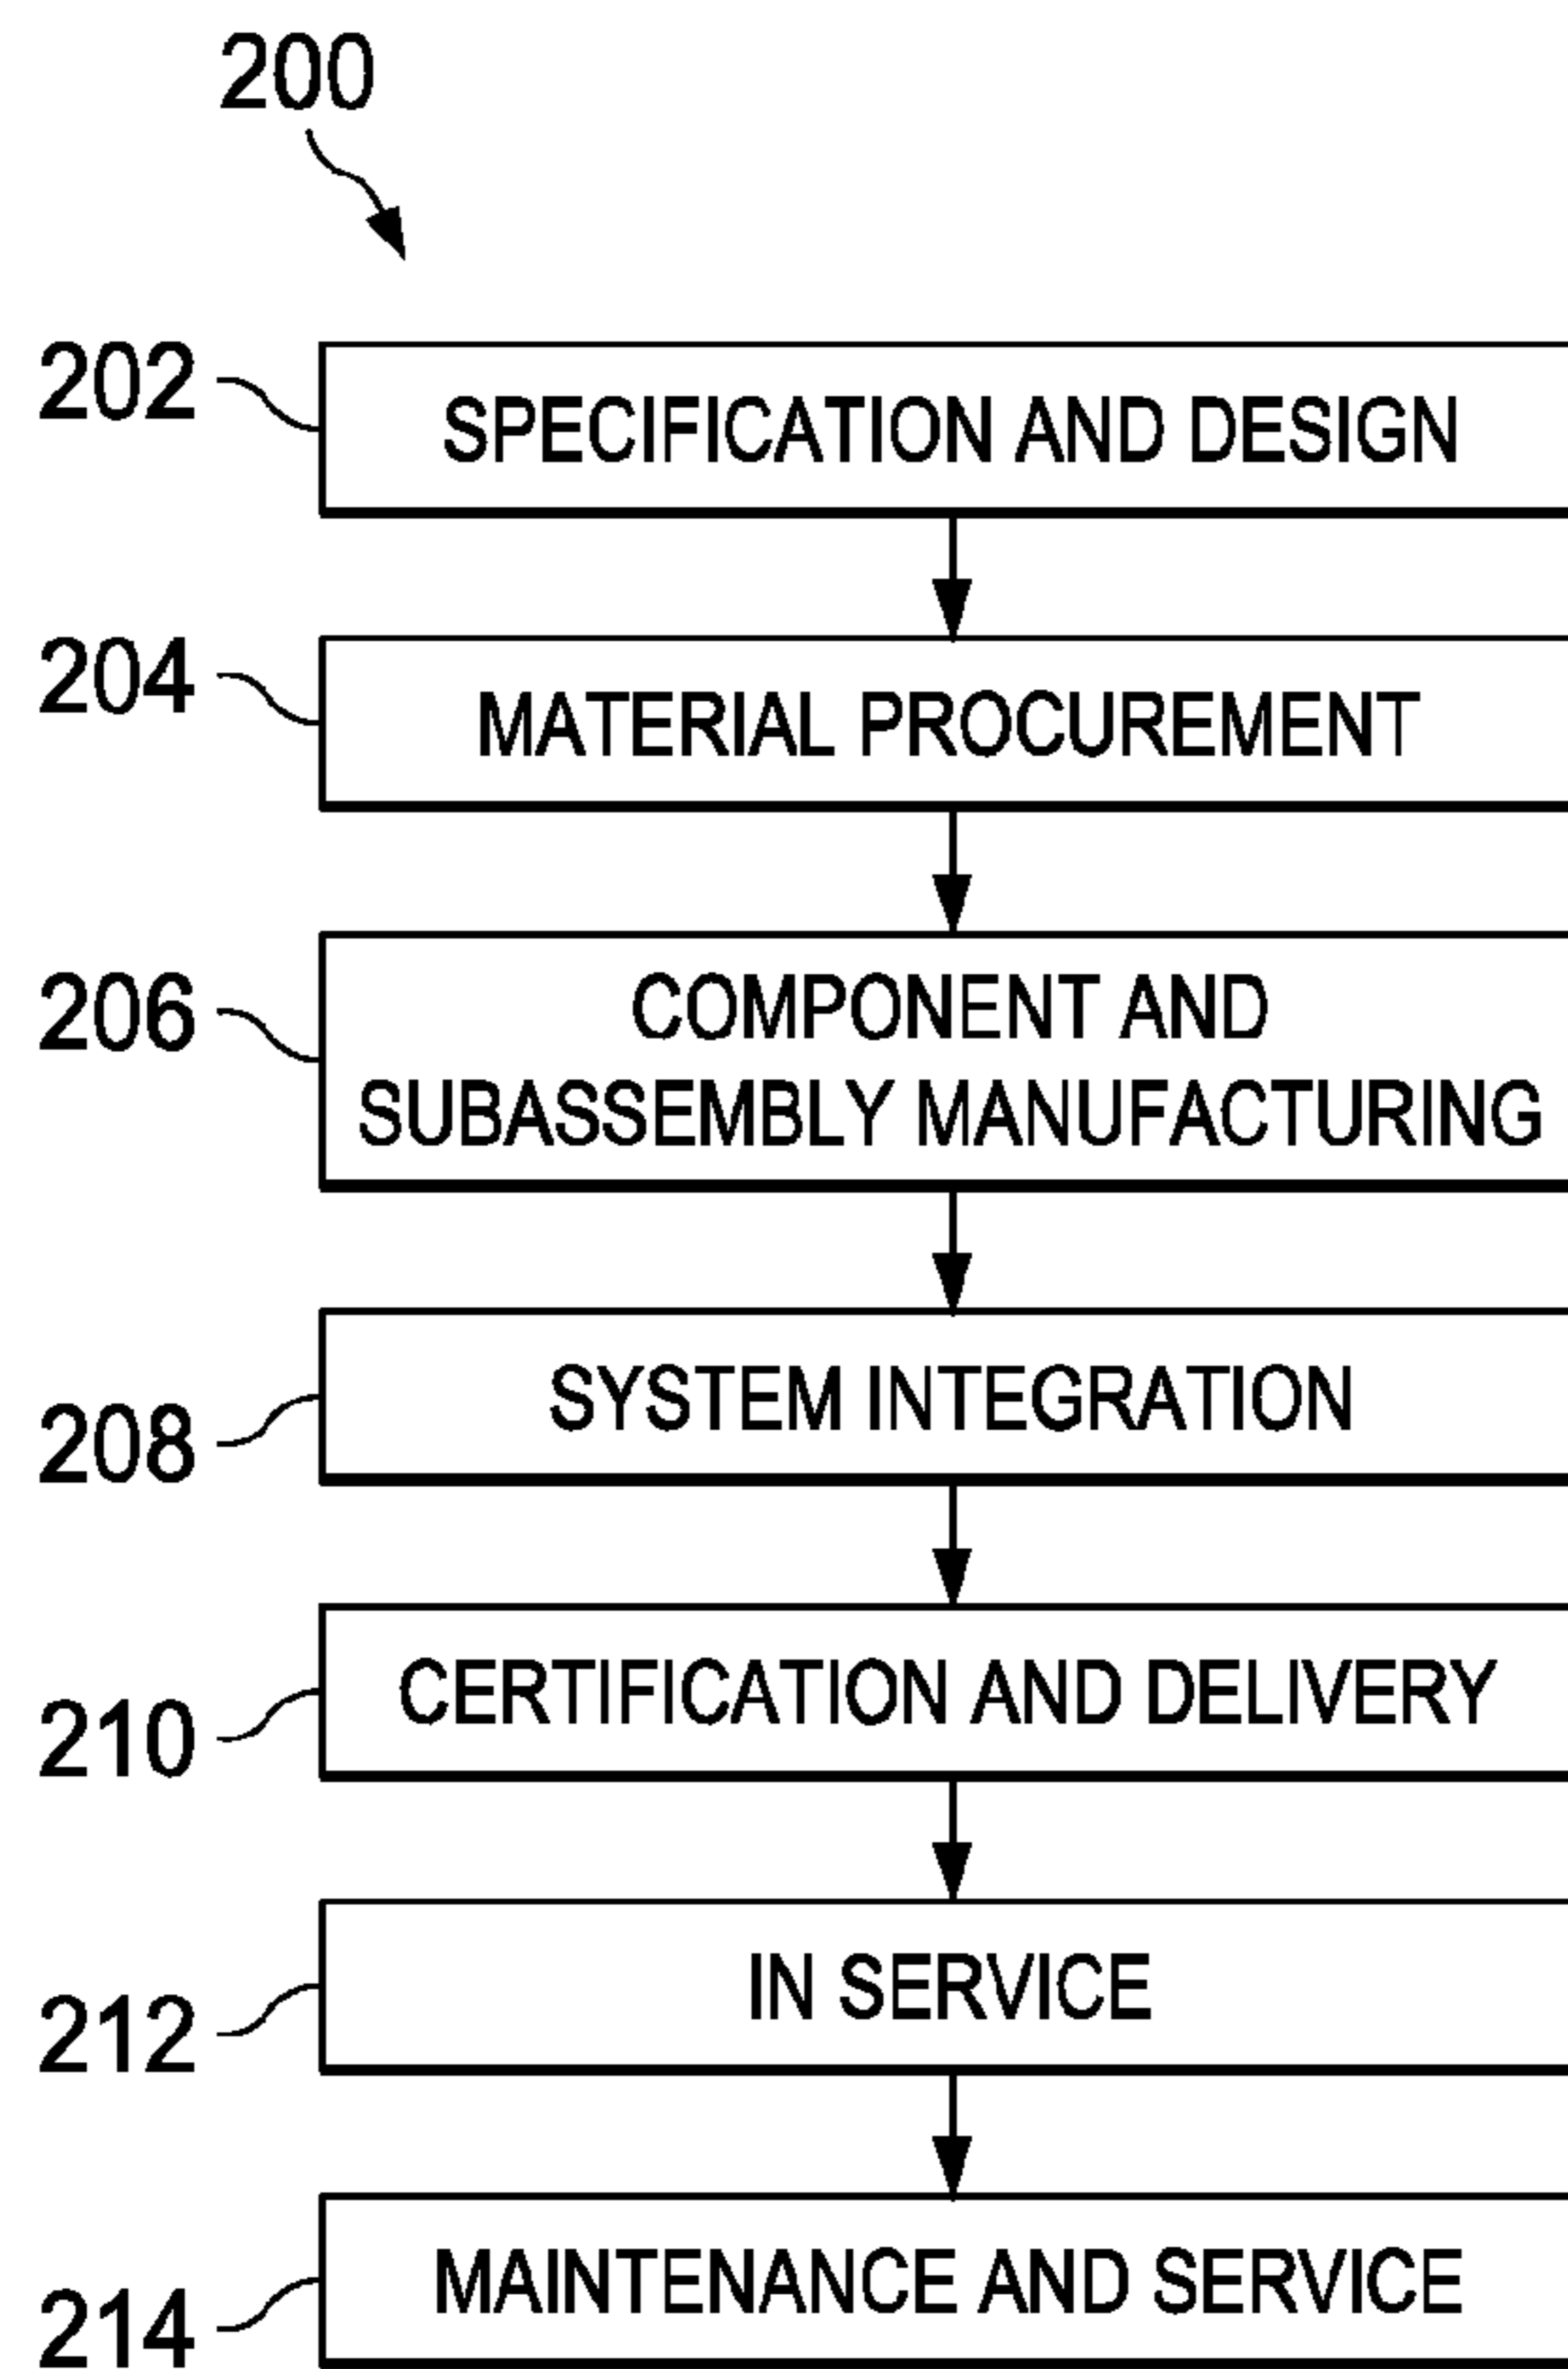 200
202
SPECIFICATION AND DESIGN
204
MATERIAL PROCUREMENT
206
COMPONENT AND
SUBASSEMBLY MANUFACTURING
208
SYSTEM INTEGRATION
210
CERTIFICATION AND DELIVERY
212
IN SERVICE
214
MAINTENANCE AND SERVICE